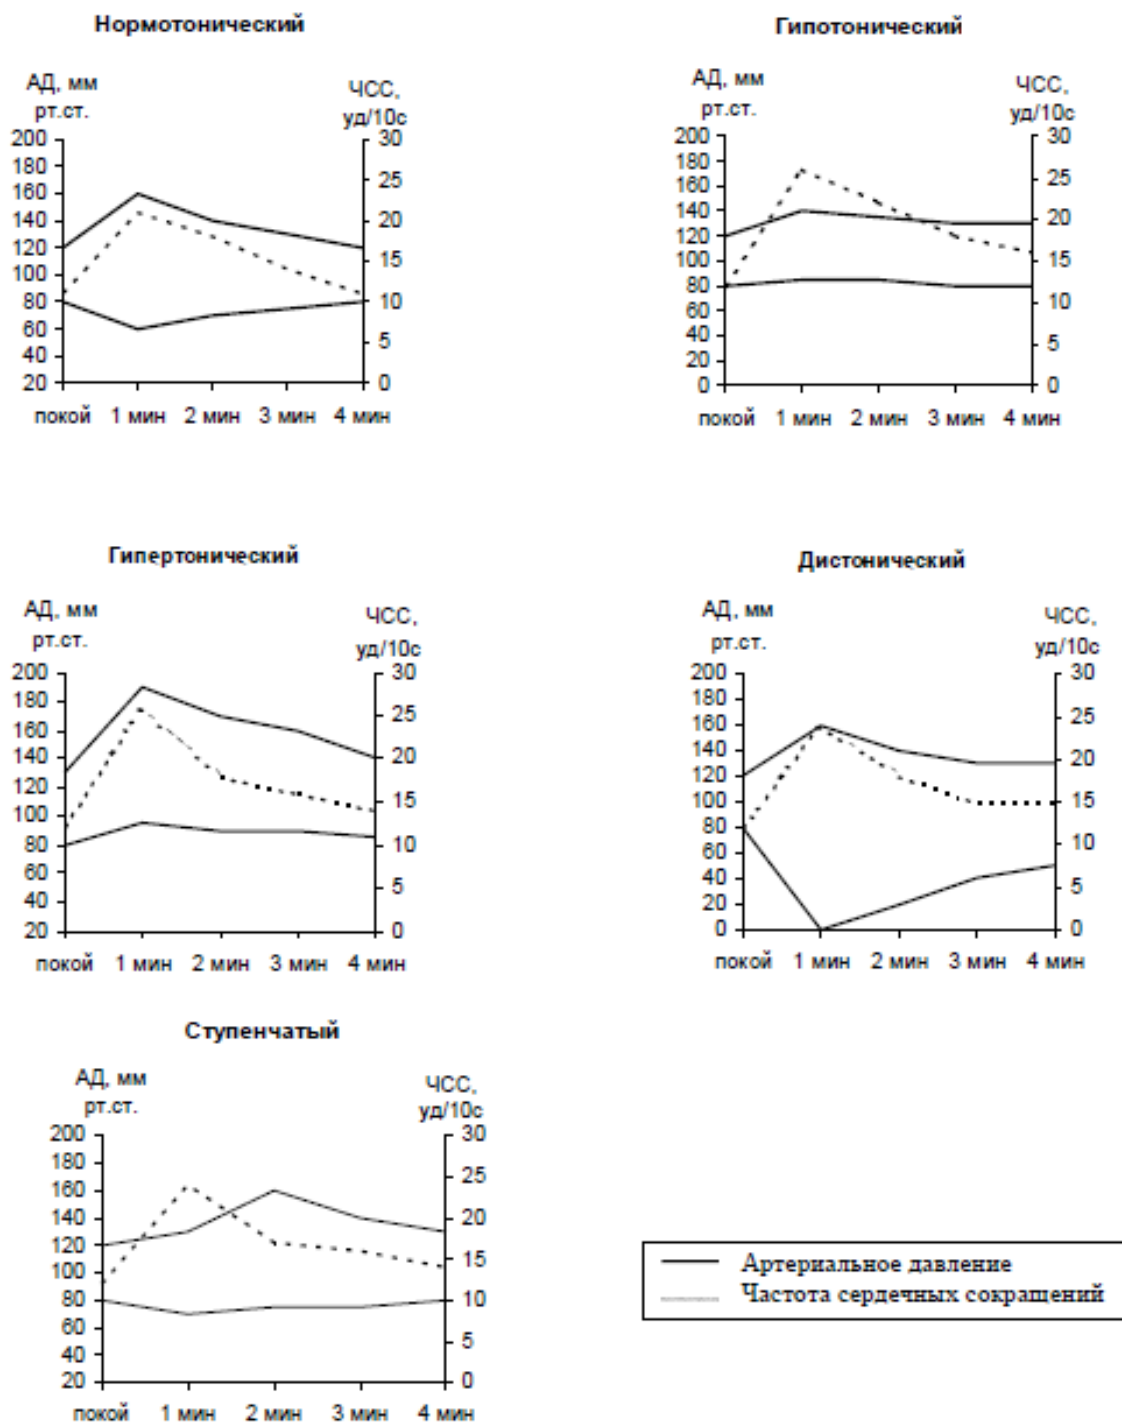 Нормотонический
АД, мм
рт.ст.
ЧСС,
уд/10с
200
180
160
140
120
100
80
60
40
20
30
25
20
15
10
5
0
покой 1 мин 2 мин 3 мин 4 мин
Гипотонический
АД, мм
рт.ст.
ЧСС,
уд/10с
200
180
160
140
120
100
80
60
40
20
0
30
25
20
15
10
5
0
покой 1 мин 2 мин 3 мин 4 мин
Гипертонический
АД, мм
рт.ст.
ЧСС,
уд/10с
200
180
160
140
120
100
80
60
40
20
30
25
20
15
10
5
0
покой 1 мин 2 мин 3 мин 4 мин
Дистонический
АД, мм
рт.ст.
ЧСС,
уд/10с
200
180
160
140
120
100
80
60
40
20
0
30
25
20
15
10
5
0
покой 1 мин 2 мин 3 мин 4 мин
Ступенчатый
АД, мм
рт.ст.
ЧСС,
уд/10с
200
180
160
140
120
100
80
60
40
20
30
25
20
15
10
5
0
покой 1 мин 2 мин 3 мин 4 мин
Артериальное давление
Частота сердечных сокращений